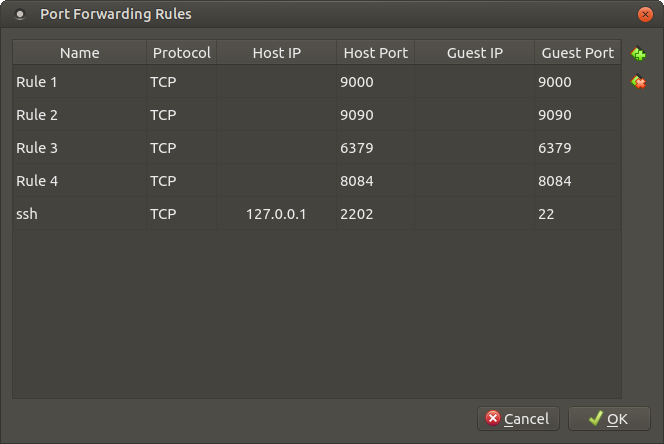 Port Forwarding Rules
Name Protocol Host IP Host Port Guest IP Guest Port
Rule 1 TCP 9000 9000
Rule 2 TCP 9090 9090
Rule 3 TCP 6379 6379
Rule 4 TCP 8084 8084
ssh TCP 127.0.0.1 2202 22
Cancel OK